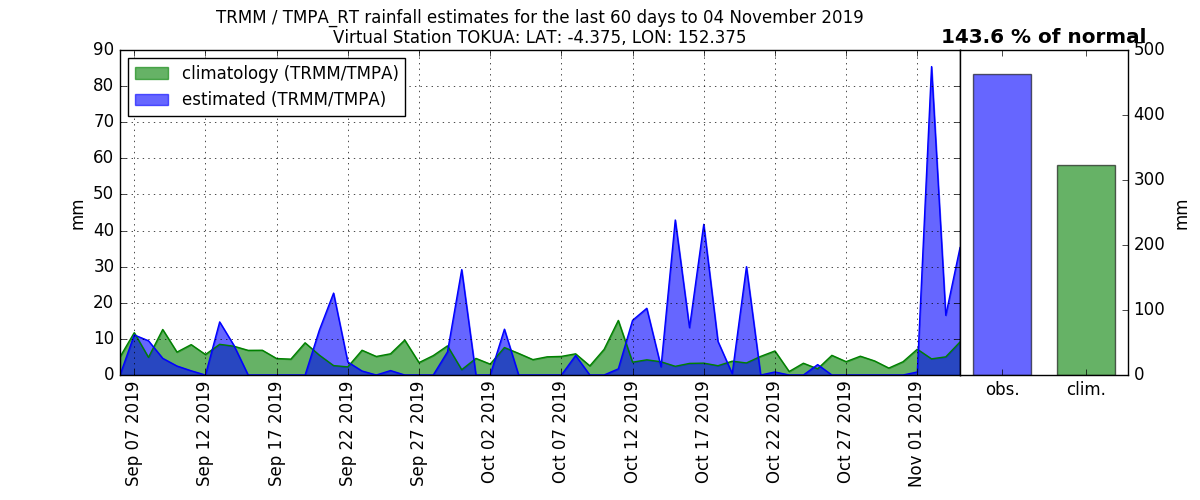 TRMM / TMPA_RT rainfall estimates for the last 60 days to 04 November 2019
Virtual Station TOKUA: LAT: -4.375, LON: 152.375
143.6 % of normal
climatology (TRMM/TMPA)
estimated (TRMM/TMPA)
90
80
70
60
50
40
30
20
10
0
mm
Sep 07 2019
Sep 12 2019
Sep 17 2019
Sep 22 2019
Sep 27 2019
Oct 02 2019
Oct 07 2019
Oct 12 2019
Oct 17 2019
Oct 22 2019
Oct 27 2019
Nov 01 2019
obs.
clim.
500
400
300
200
100
0
mm